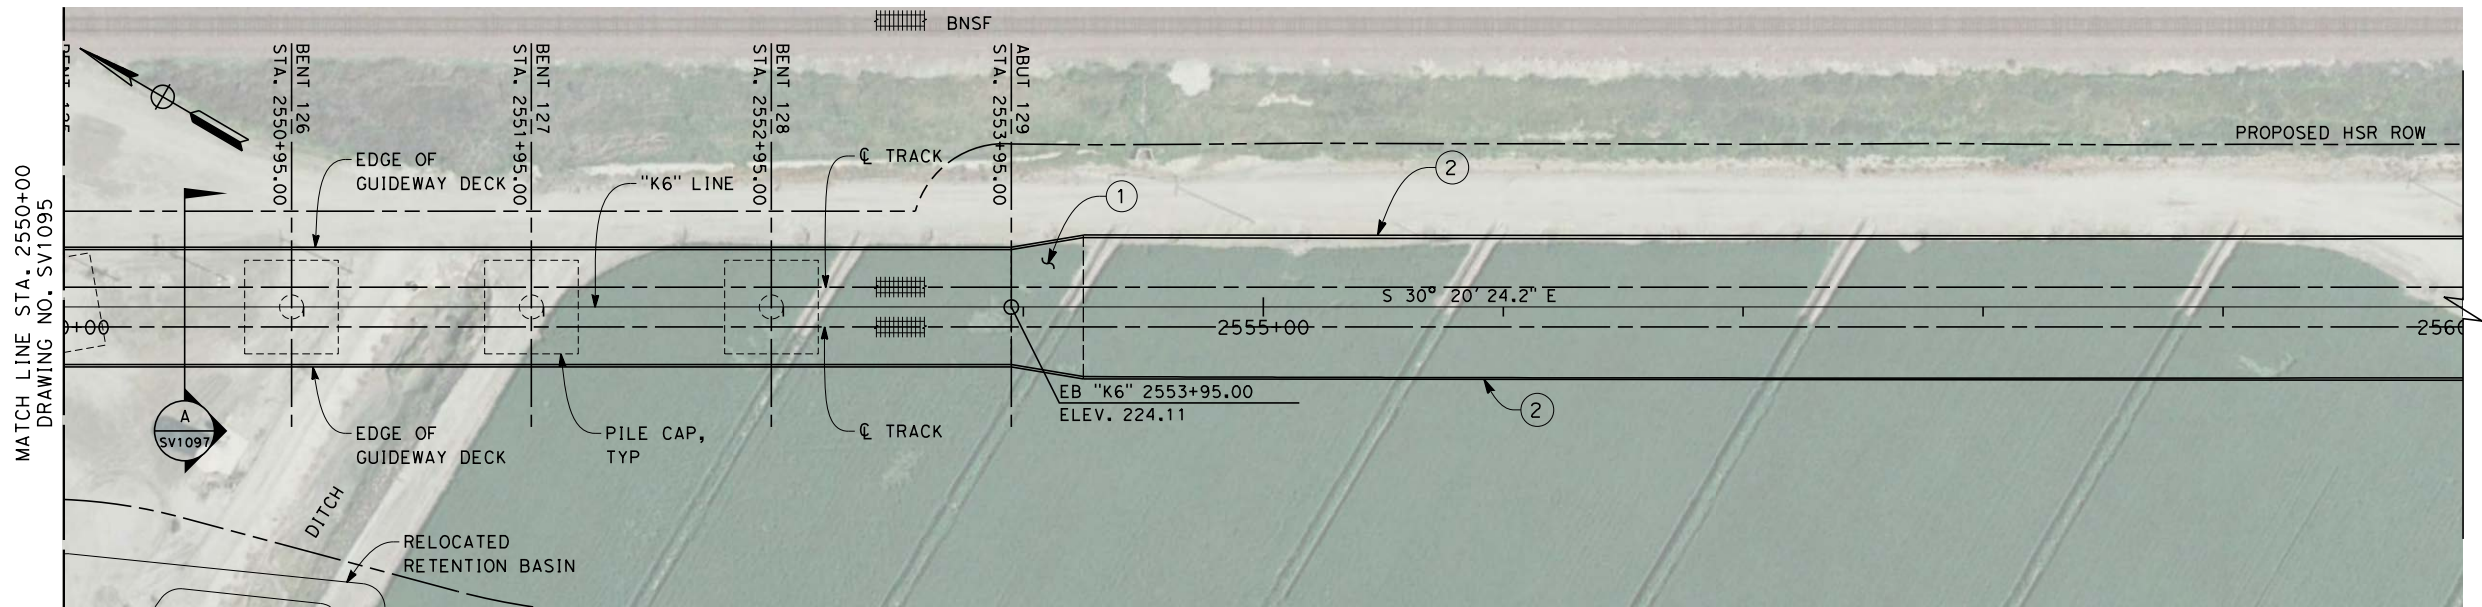 BNSF
BENT 126
STA. 2550+95.00
BENT 127
STA. 2551+95.00
BENT 128
STA. 2552+95.00
ABUT 129
STA. 2553+95.00
PROPOSED HSR ROW
EDGE OF
GUIDEWAY DECK
"K6" LINE
℄ TRACK
2
1
MATCH LINE STA. 2550+00
DRAWING NO. SV1095
S 30° 20' 24.2" E
0+00
2555+00
2560
EB "K6" 2553+95.00
ELEV. 224.11
2
A
SV1097
EDGE OF
GUIDEWAY DECK
PILE CAP,
TYP
℄ TRACK
DITCH
RELOCATED
RETENTION BASIN